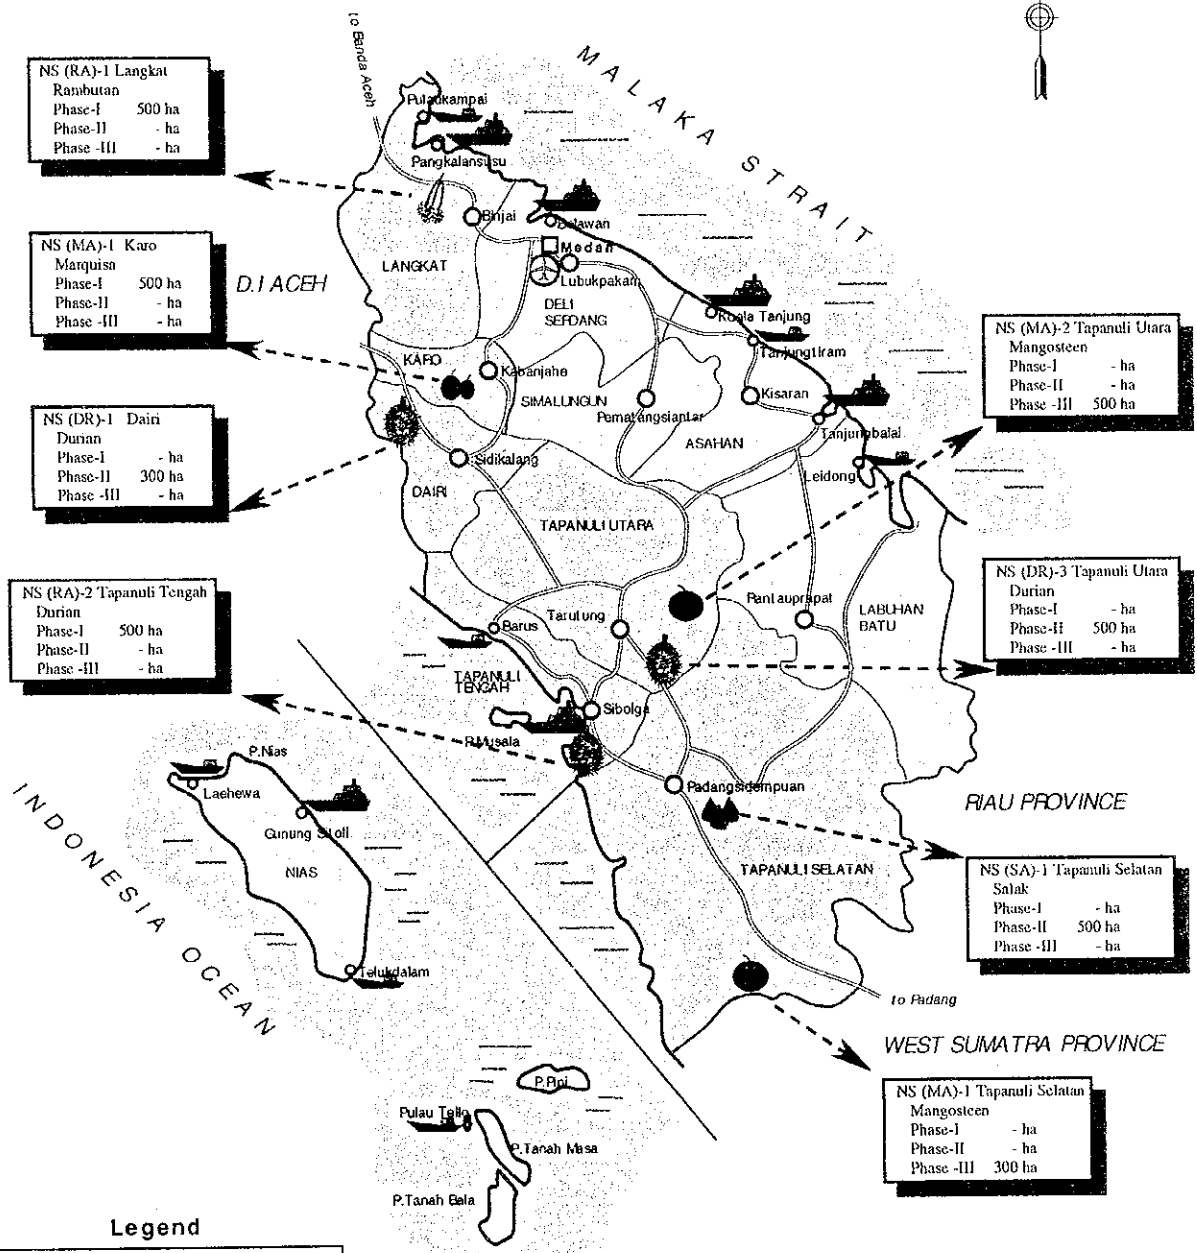 to Banda Aceh
MALAKA STRAIT
NS (RA)-1 Langkat
Rambutan
Phase-I 500 ha
Phase-II - ha
Phase -III - ha
Pulaukampai
Pangkalansusu
Binjai
Belawan
Medan
Lubukpakam
LANGKAT
DELI
SERDANG
NS (MA)-1 Karo
Marquisa
Phase-I 500 ha
Phase-II - ha
Phase -III - ha
D.I ACEH
Kuala Tanjung
Tanjungtiram
KARO
Kabanjahe
SIMALUNGUN
Kisaran
Pematangsiantar
Tanjungbalai
ASAHAN
NS (MA)-2 Tapanuli Utara
Mangosteen
Phase-I - ha
Phase-II - ha
Phase -III 500 ha
NS (DR)-1 Dairi
Durian
Phase-I - ha
Phase-II 300 ha
Phase -III - ha
Sidikalang
Leidong
DAIRI
TAPANULI UTARA
NS (RA)-2 Tapanuli Tengah
Durian
Phase-I 500 ha
Phase-II - ha
Phase -III - ha
Barus
Tarutung
Pantauprapat
LABUHAN
BATU
NS (DR)-3 Tapanuli Utara
Durian
Phase-I - ha
Phase-II 500 ha
Phase -III - ha
TAPANULI
TENGAH
Sibolga
P.Musala
P.Nias
Lahewa
Gunung Sitoli
NIAS
Telukdalam
INDONESIA OCEAN
Padangsidempuan
RIAU PROVINCE
TAPANULI SELATAN
NS (SA)-1 Tapanuli Selatan
Salak
Phase-I - ha
Phase-II 500 ha
Phase -III - ha
to Padang
WEST SUMATRA PROVINCE
NS (MA)-1 Tapanuli Selatan
Mangosteen
Phase-I - ha
Phase-II - ha
Phase -III 300 ha
P.Pini
Pulau Tello
P.Tanah Masa
P.Tanah Bala
Legend